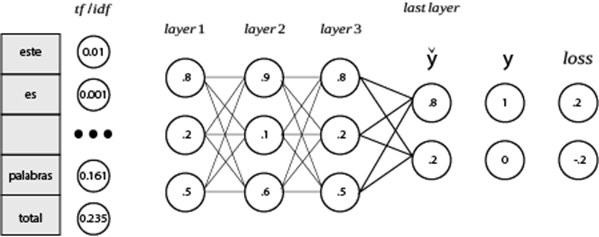 tf / idf
este 0.01
es 0.001
•••
palabras 0.161
total 0.235
layer 1 layer 2 layer 3 last layer
y̌ y loss
.8 .9 .8 .8 1 .2
.2 .1 .2 .2 0 -.2
.5 .6 .5